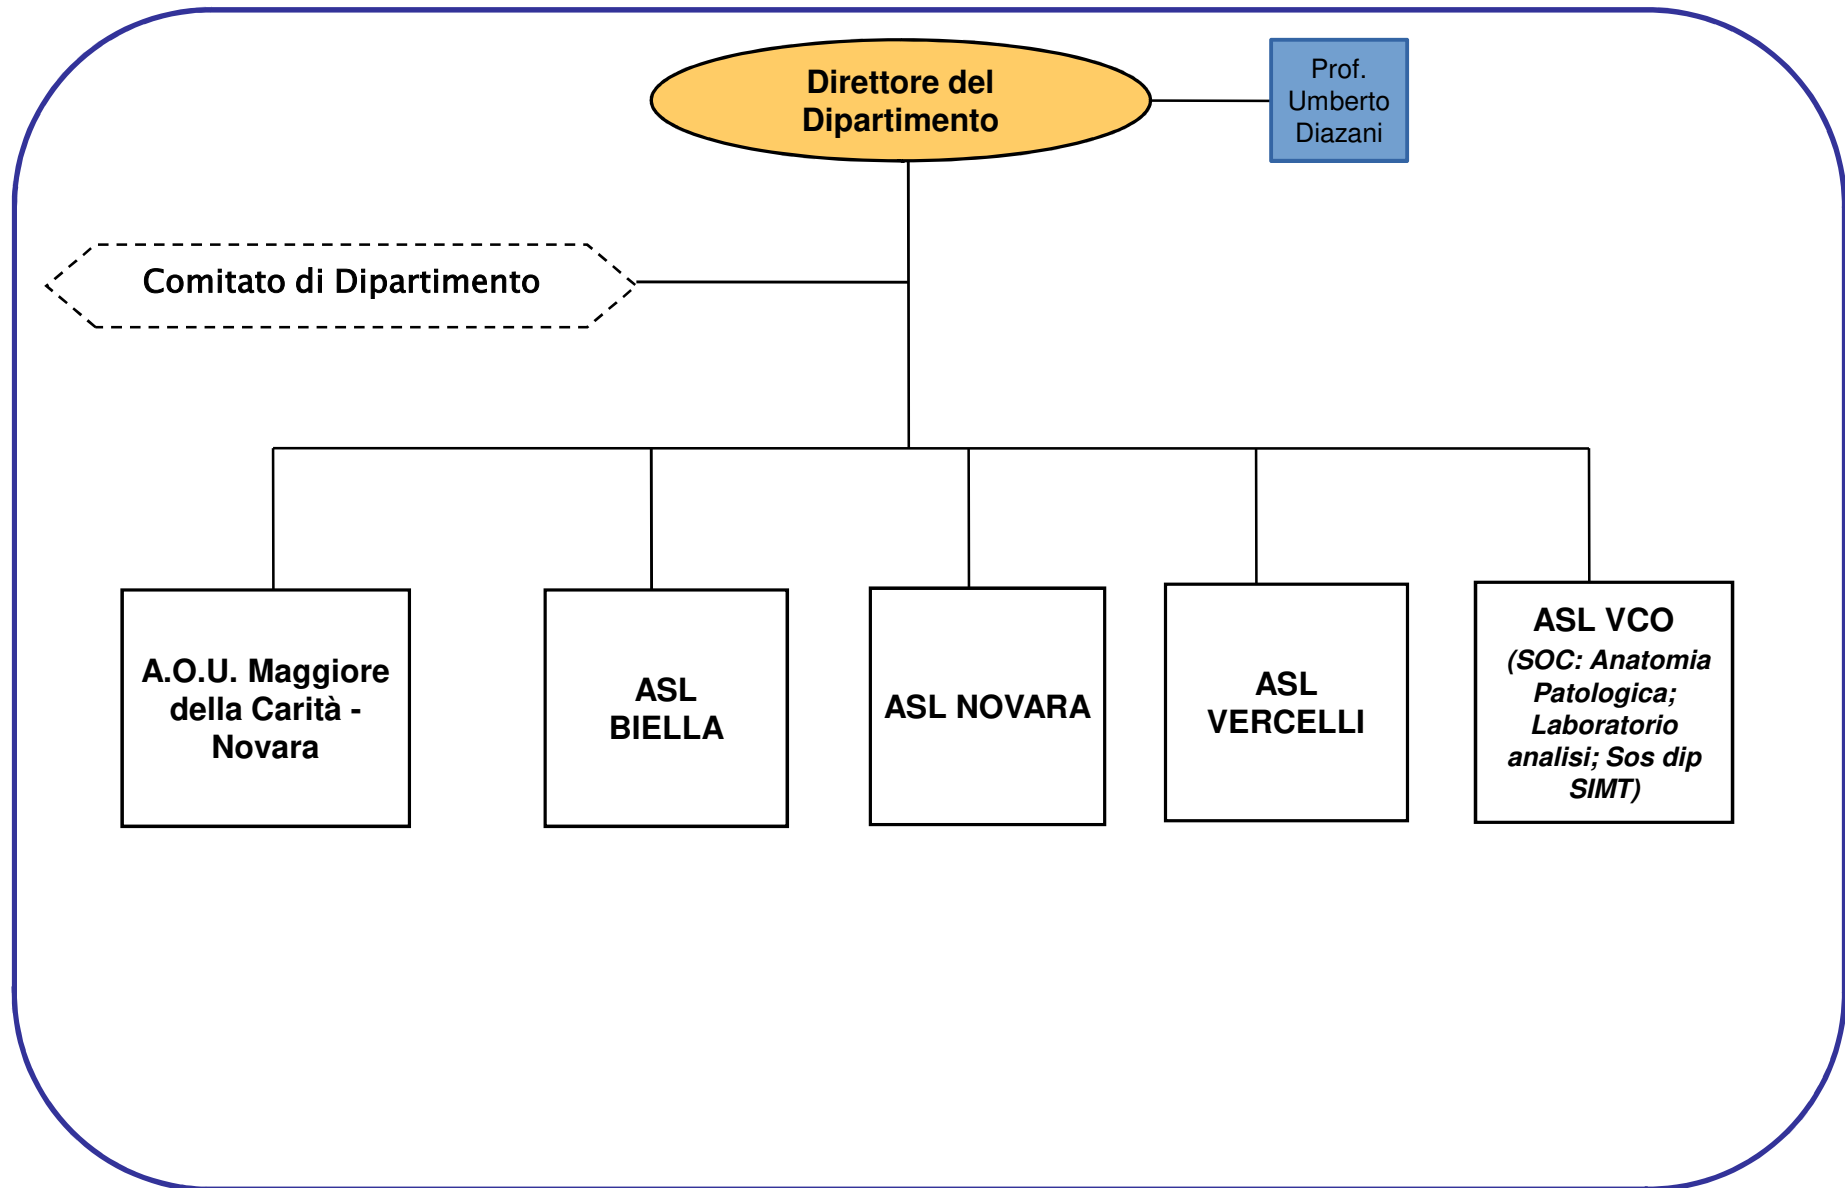 Direttore del
Dipartimento
Prof.
Umberto
Diazani
Comitato di Dipartimento
A.O.U. Maggiore
della Carità -
Novara
ASL
BIELLA
ASL NOVARA
ASL
VERCELLI
ASL VCO
(SOC: Anatomia
Patologica;
Laboratorio
analisi; Sos dip
SIMT)